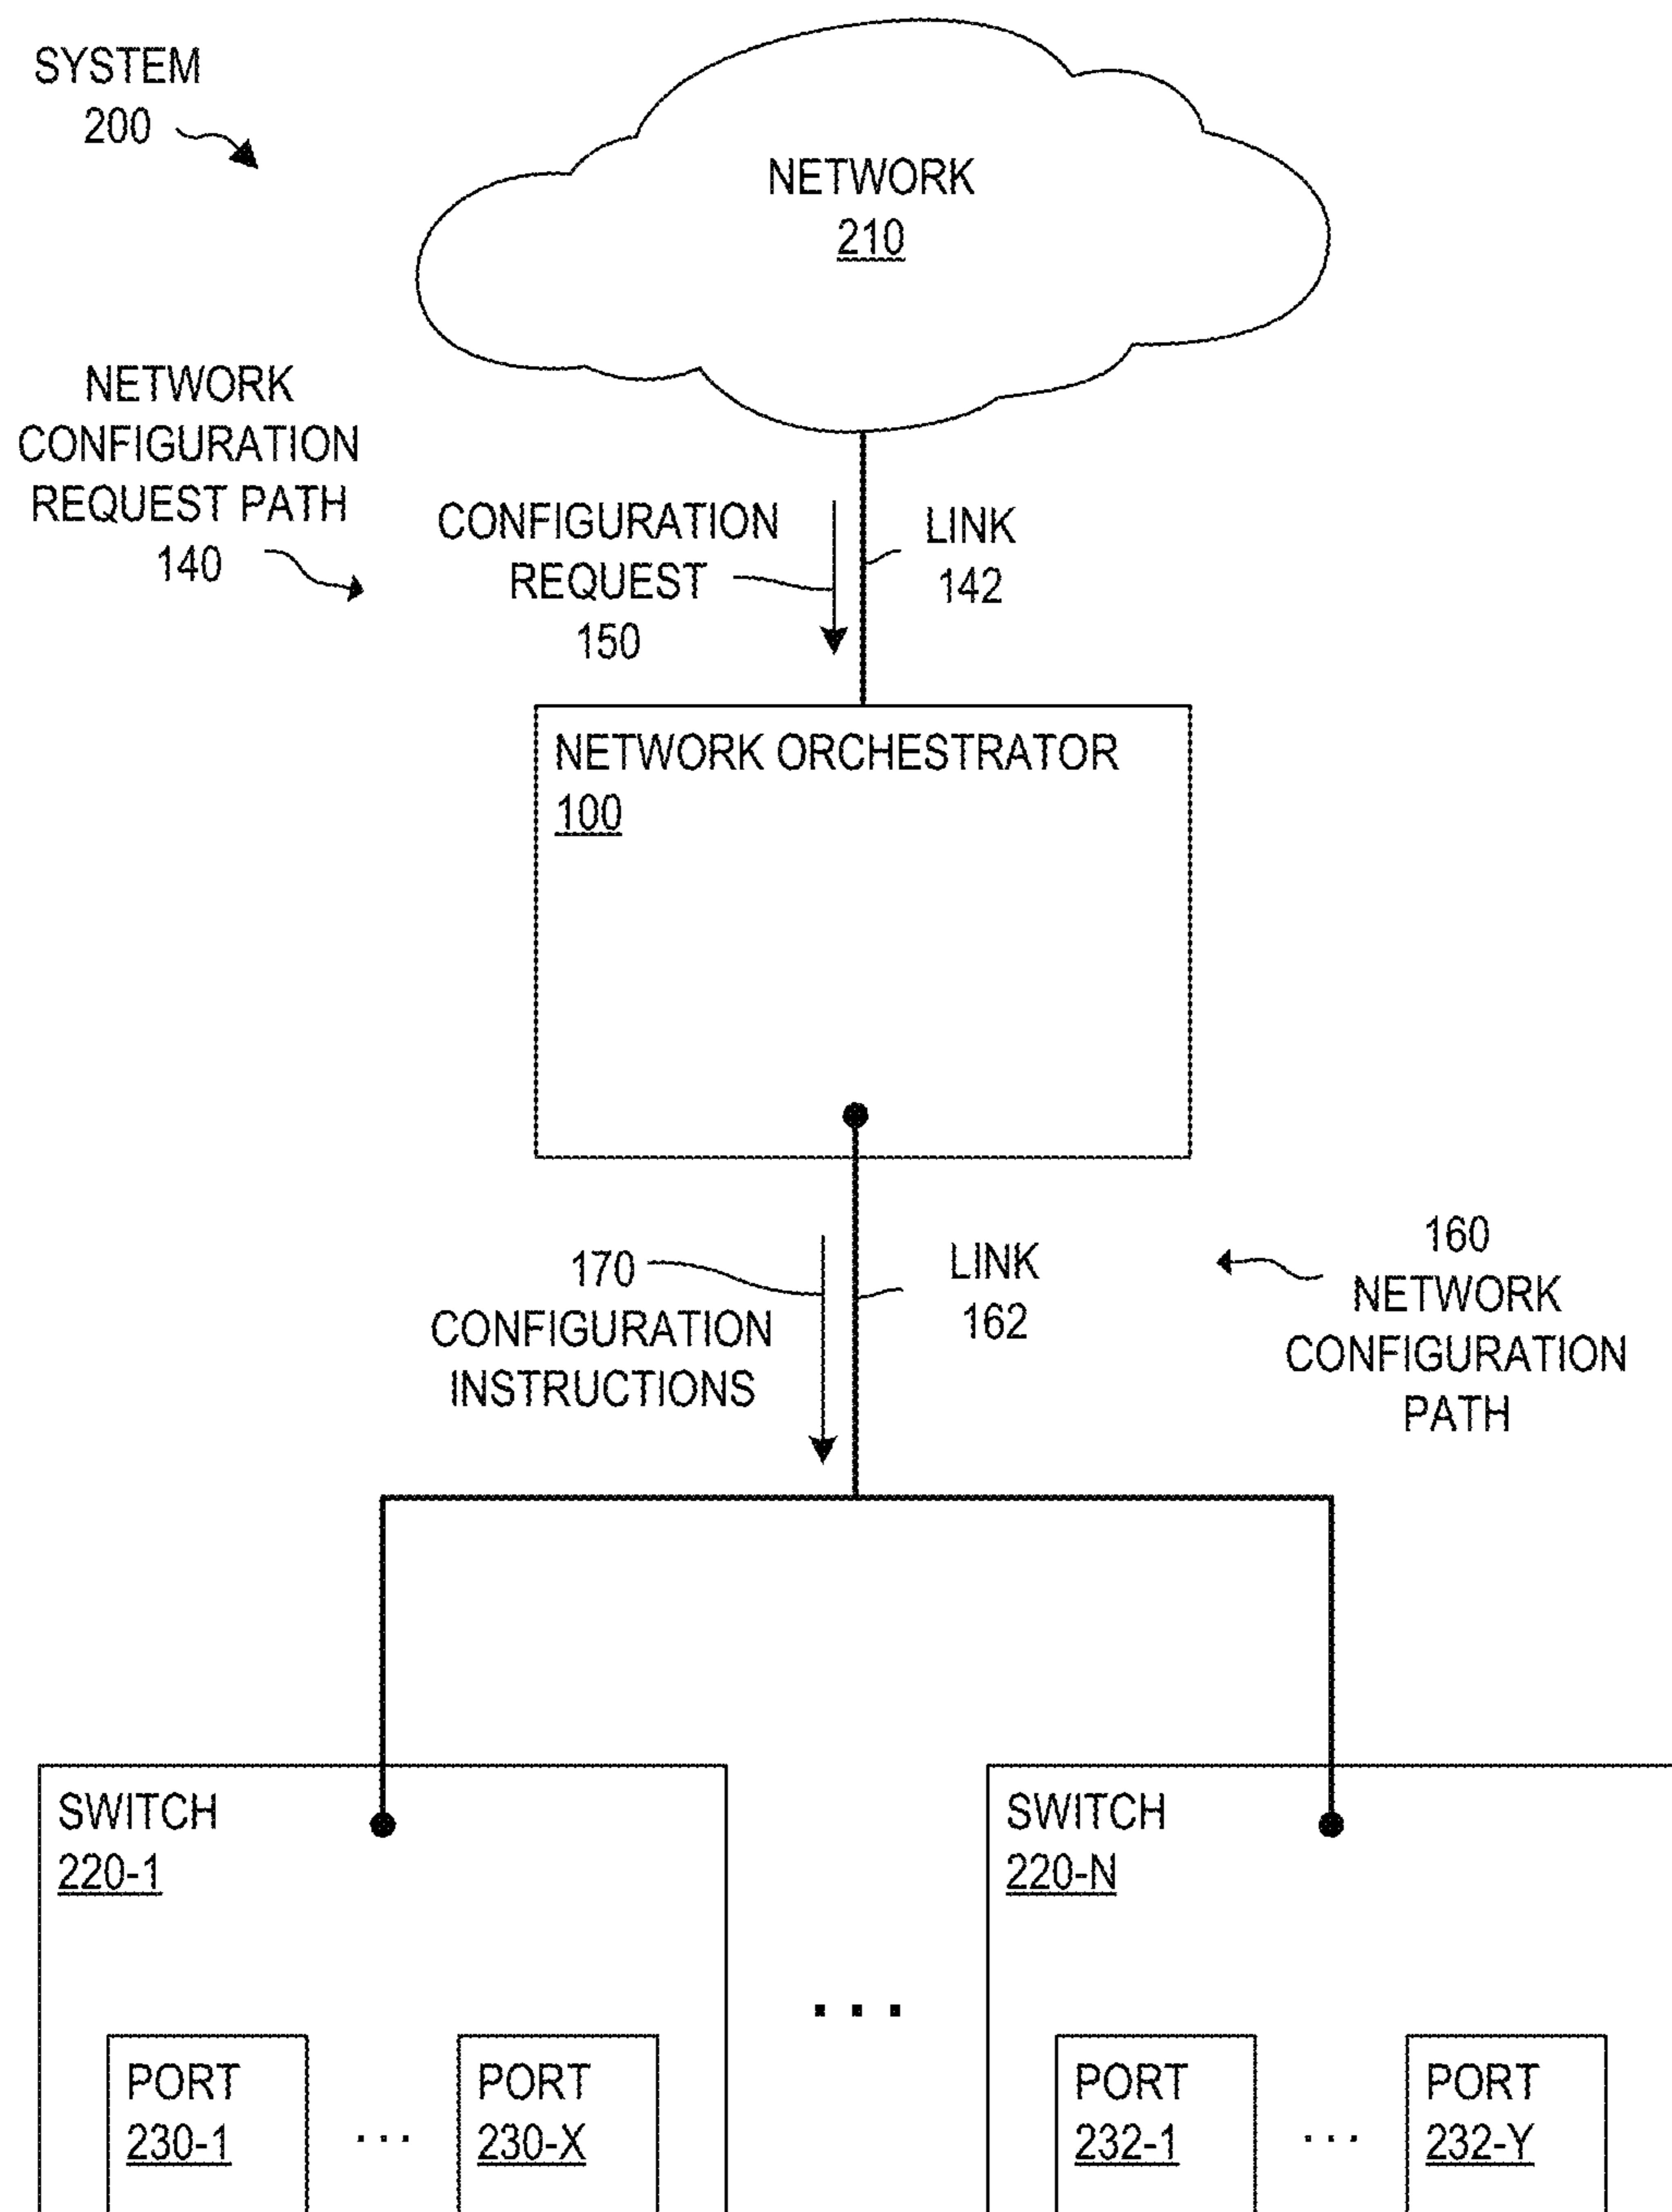 SYSTEM
200
NETWORK
210
NETWORK
CONFIGURATION
REQUEST PATH
140
CONFIGURATION
REQUEST
150
LINK
142
NETWORK ORCHESTRATOR
100
170
CONFIGURATION
INSTRUCTIONS
LINK
162
160
NETWORK
CONFIGURATION
PATH
SWITCH
220-1
SWITCH
220-N
...
PORT
230-1
...
PORT
230-X
PORT
232-1
...
PORT
232-Y